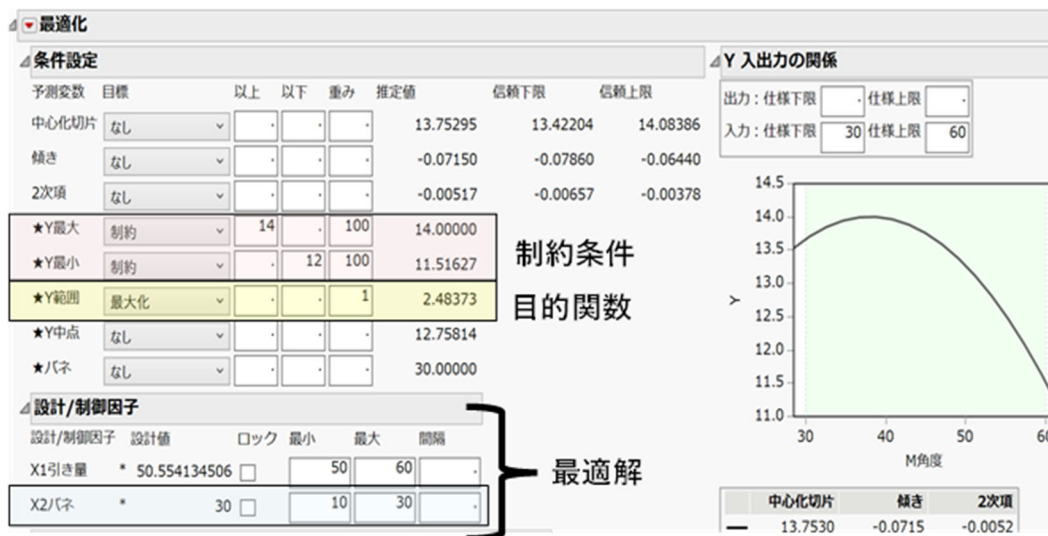 最適化
条件設定
予測変数 目標 以上 以下 重み 推定値 信頼下限 信頼上限
中心化切片 なし . . . 13.75295 13.42204 14.08386
傾き なし . . . -0.07150 -0.07860 -0.06440
2次項 なし . . . -0.00517 -0.00657 -0.00378
★Y最大 制約 14 . 100 14.00000
★Y最小 制約 . 12 100 11.51627
制約条件
★Y範囲 最大化 . . 1 2.48373
目的関数
★Y中点 なし . . . 12.75814
★バネ なし . . . 30.00000
設計/制御因子
設計/制御因子 設計値 ロック 最小 最大 間隔
X1引き量 * 50.554134506 50 60 .
X2バネ * 30 10 30 .
最適解
Y 入出力の関係
出力：仕様下限 . 仕様上限 .
入力：仕様下限 30 仕様上限 60
14.5
14.0
13.5
13.0
12.5
12.0
11.5
11.0
Y
30 40 50 60
M角度
中心化切片 傾き 2次項
13.7530 -0.0715 -0.0052